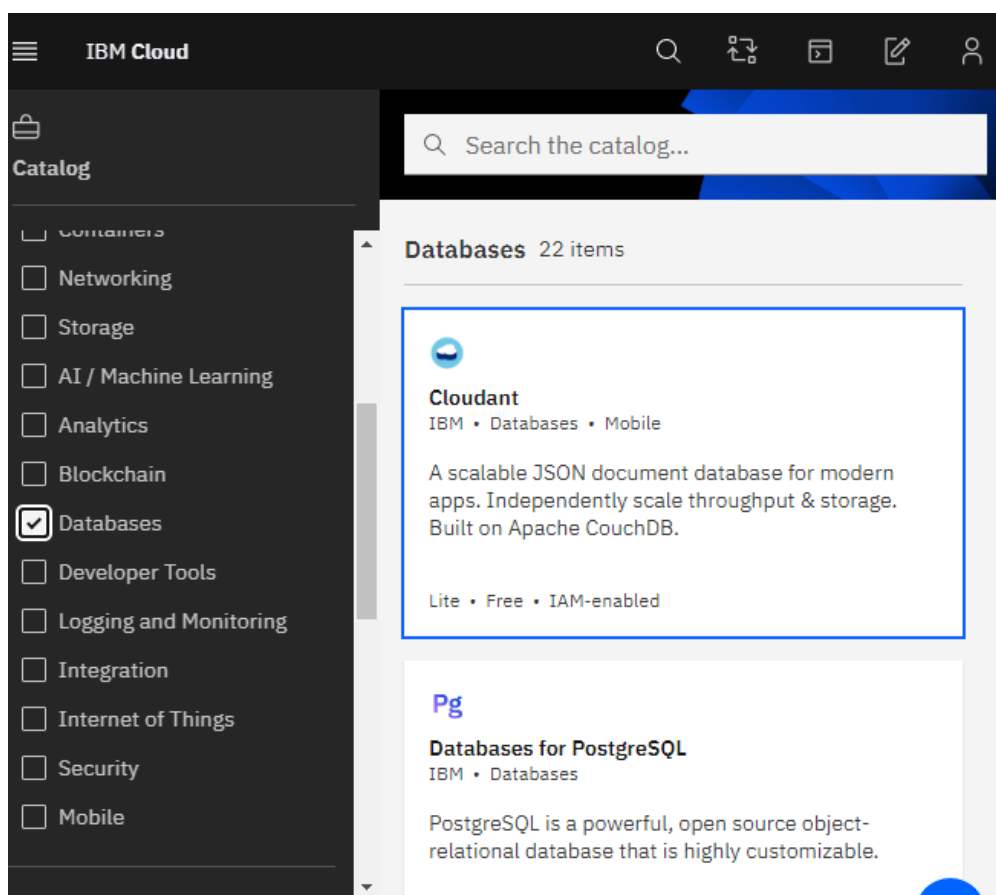 IBM Cloud
Catalog
Containers
Networking
Storage
AI / Machine Learning
Analytics
Blockchain
Databases
Developer Tools
Logging and Monitoring
Integration
Internet of Things
Security
Mobile
Search the catalog...
Databases 22 items
Cloudant
IBM • Databases • Mobile
A scalable JSON document database for modern
apps. Independently scale throughput & storage.
Built on Apache CouchDB.
Lite • Free • IAM-enabled
Pg
Databases for PostgreSQL
IBM • Databases
PostgreSQL is a powerful, open source object-
relational database that is highly customizable.